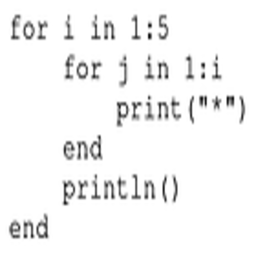 for i in 1:5
    for j in 1:i
        print("*")
    end
    println()
end